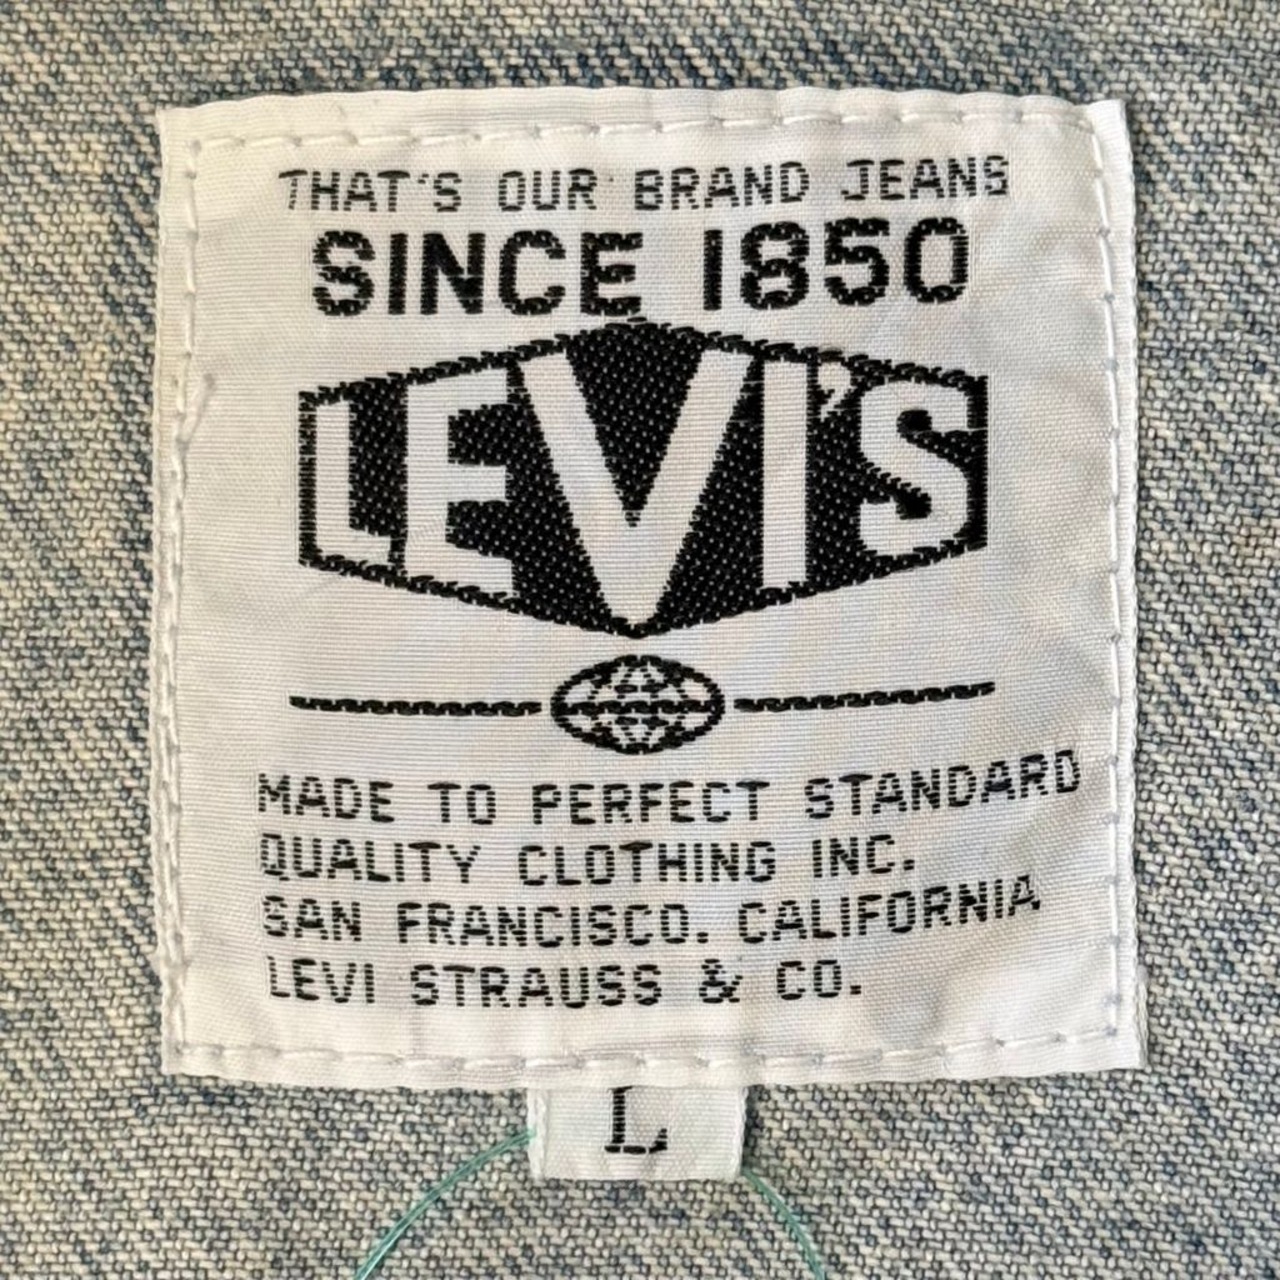 THAT'S OUR BRAND JEANS
SINCE 1850
LEVI'S
MADE TO PERFECT STANDARD
QUALITY CLOTHING INC.
SAN FRANCISCO. CALIFORNIA
LEVI STRAUSS & CO.
L